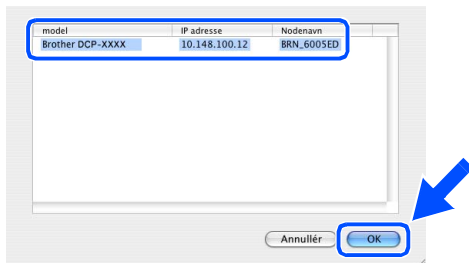 model IP adresse Nodenavn
Brother DCP-XXXX 10.148.100.12 BRN_6005ED
Annullér OK